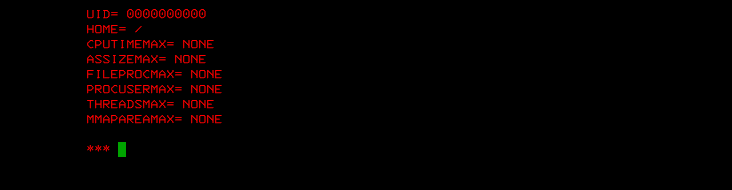 UID= 0000000000
HOME= /
CPUTIMEMAX= NONE
ASSIZEMAX= NONE
FILEPROCMAX= NONE
PROCUSERMAX= NONE
THREADSMAX= NONE
MMAPAREAMAX= NONE
***